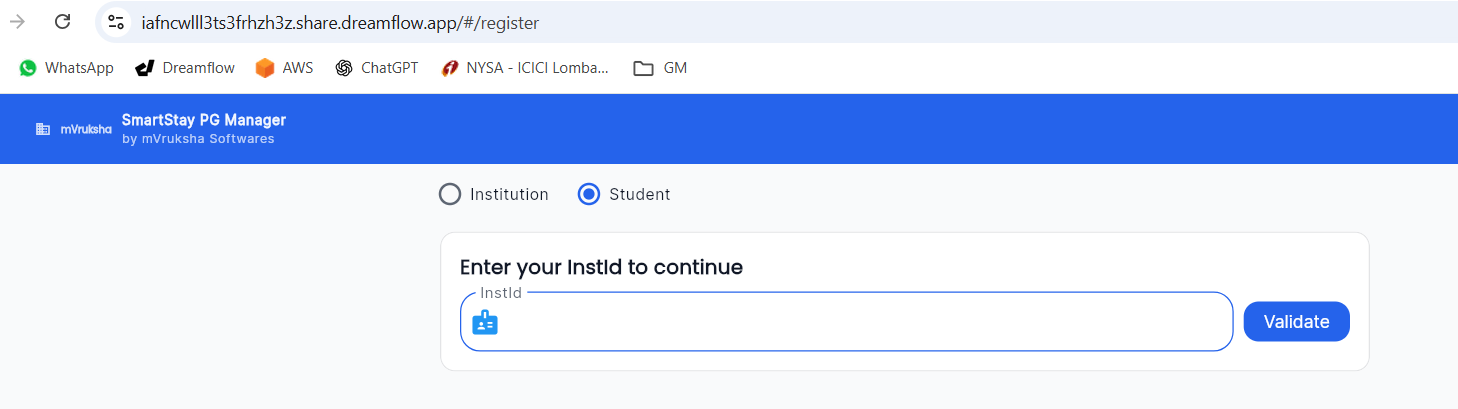 iafncwlll3ts3frhzh3z.share.dreamflow.app/#/register
WhatsApp Dreamflow AWS ChatGPT NYSA - ICICI Lomba... GM
mVruksha
SmartStay PG Manager
by mVruksha Softwares
Institution Student
Enter your InstId to continue
InstId
Validate